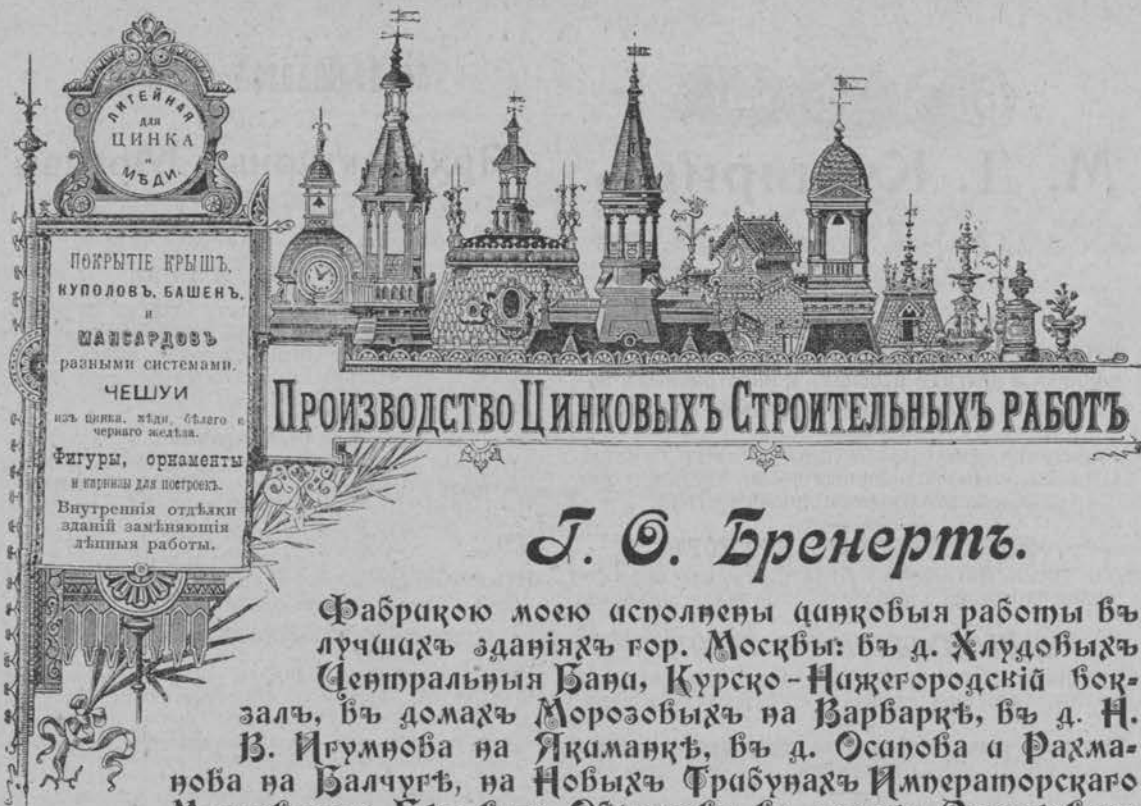 ЛИТЕЙНАЯ
для
ЦИНКА
и
МѢДИ.
ПОКРЫТІЕ КРЫШЪ,
КУПОЛОВЪ, БАШЕНЪ,
и
МАНСАРДОВЪ
разными системами.
ЧЕШУИ
изъ цинка, мѣди, бѣлаго и
чернаго желѣза.
Фигуры, орнаменты
и карнизы для построекъ.
Внутреннія отдѣлки
зданій замѣняющія
лѣпныя работы.
ПРОИЗВОДСТВО ЦИНКОВЫХЪ СТРОИТЕЛЬНЫХЪ РАБОТЪ
Г. О. Бренертъ.
Фабрикою моею исполнены цинковыя работы въ
лучшихъ зданіяхъ гор. Москвы: въ д. Хлудовыхъ
Центральныя Бани, Курско-Нижегородскій вок-
залъ, въ домахъ Морозовыхъ на Варваркѣ, въ д. Н.
В. Игумнова на Якиманкѣ, въ д. Осипова и Рахма-
нова на Балчугѣ, на Новыхъ Трибунахъ Императорскаго